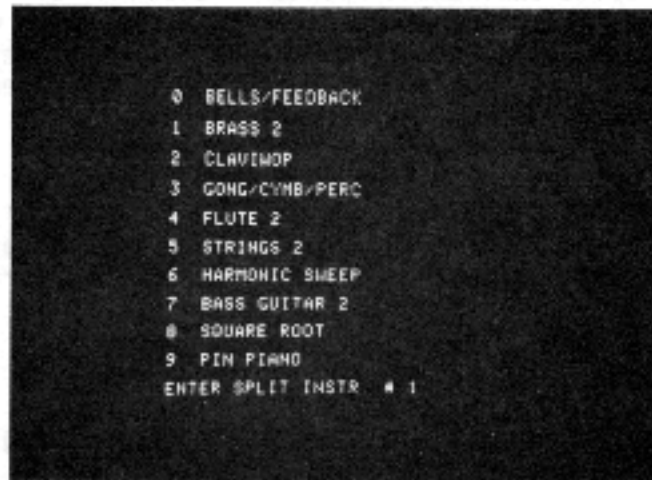 0 BELLS/FEEDBACK
1 BRASS 2
2 CLAVIWOP
3 GONG/CYMB/PERC
4 FLUTE 2
5 STRINGS 2
6 HARMONIC SWEEP
7 BASS GUITAR 2
8 SQUARE ROOT
9 PIN PIANO
ENTER SPLIT INSTR # 1